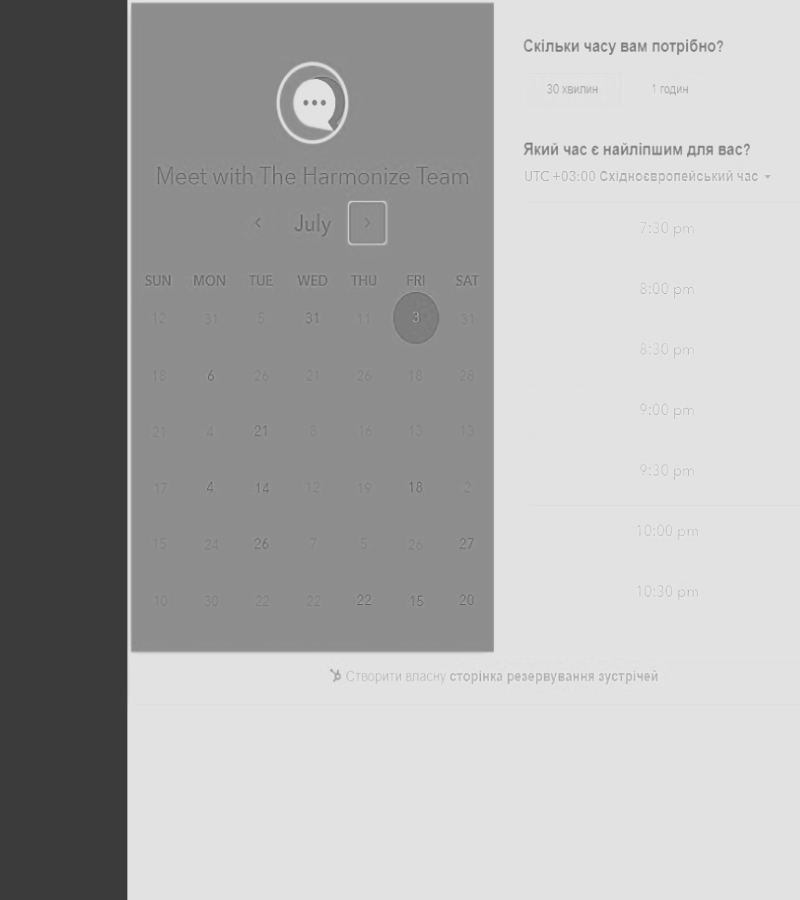 Meet with The Harmonize Team
July
SUN MON TUE WED THU FRI SAT
12 31 5 31 11 3 31
18 6 26 21 26 18 26
21 4 21 8 16 13 13
17 4 14 12 19 18 2
15 24 26 7 5 26 27
10 30 22 22 22 15 20
Скільки часу вам потрібно?
30 хвилин 1 годин
Який час є найліпшим для вас?
UTC +03:00 Східноєвропейський час
7:30 pm
8:00 pm
8:30 pm
9:00 pm
9:30 pm
10:00 pm
10:30 pm
Створити власну сторінка резервування зустрічей